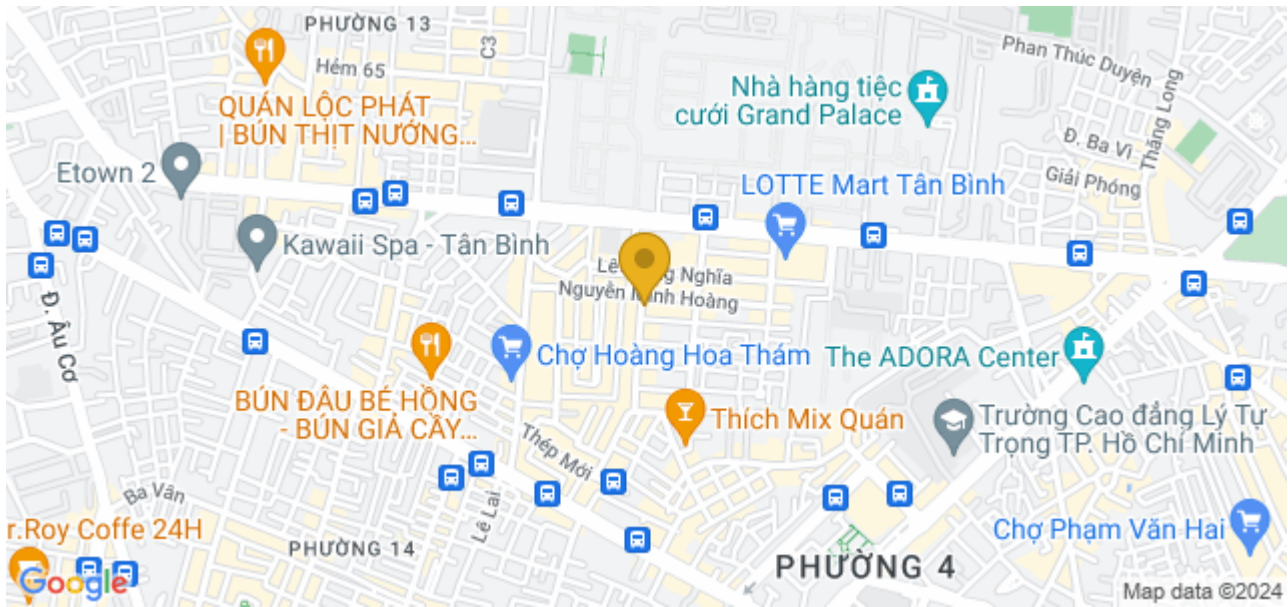 PHƯỜNG 13
Hém 65
C3
Phan Thúc Duyện
Thăng Long
QUÁN LỘC PHÁT
| BÚN THỊT NƯỚNG...
Nhà hàng tiệc
cưới Grand Palace
Đ. Ba Vì
Giải Phóng
Etown 2
LOTTE Mart Tân Bình
Kawaii Spa - Tân Bình
Lê
g Nghĩa
Nguyễn
nh Hoàng
Đ. Âu Cơ
Chợ Hoàng Hoa Thám
The ADORA Center
BÚN ĐẬU BÉ HỒNG
- BÚN GIẢ CẦY...
Thích Mix Quán
Trường Cao đẳng Lý Tự
Trọng TP. Hồ Chí Minh
Thép Mới
Ba Vân
Lê Lai
r.Roy Coffe 24H
PHƯỜNG 14
Chợ Phạm Văn Hai
PHƯỜNG 4
Google
Map data ©2024